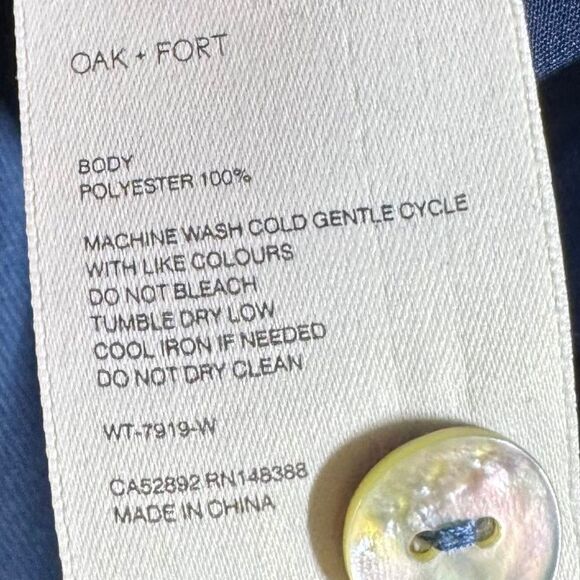 OAK + FORT
BODY
POLYESTER 100%
MACHINE WASH COLD GENTLE CYCLE
WITH LIKE COLOURS
DO NOT BLEACH
TUMBLE DRY LOW
COOL IRON IF NEEDED
DO NOT DRY CLEAN
WT-7919-W
CA52892 RN148388
MADE IN CHINA